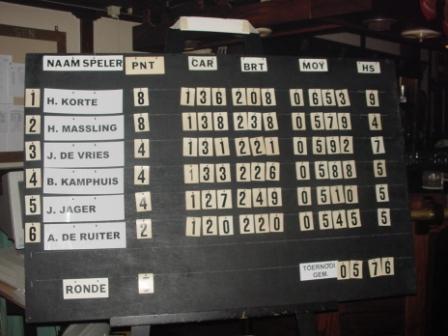 NAAM SPELER PNT CAR BRT MOY HS
1 H. KORTE 8 136 208 0653 9
2 H. MASSLING 8 138 238 0579 4
3 J. DE VRIES 4 131 221 0592 7
4 B. KAMPHUIS 4 133 226 0588 5
5 J. JAGER 4 127 249 0510 5
6 A. DE RUITER 2 120 220 0545 5
RONDE TOERNOOI GEM. 0576